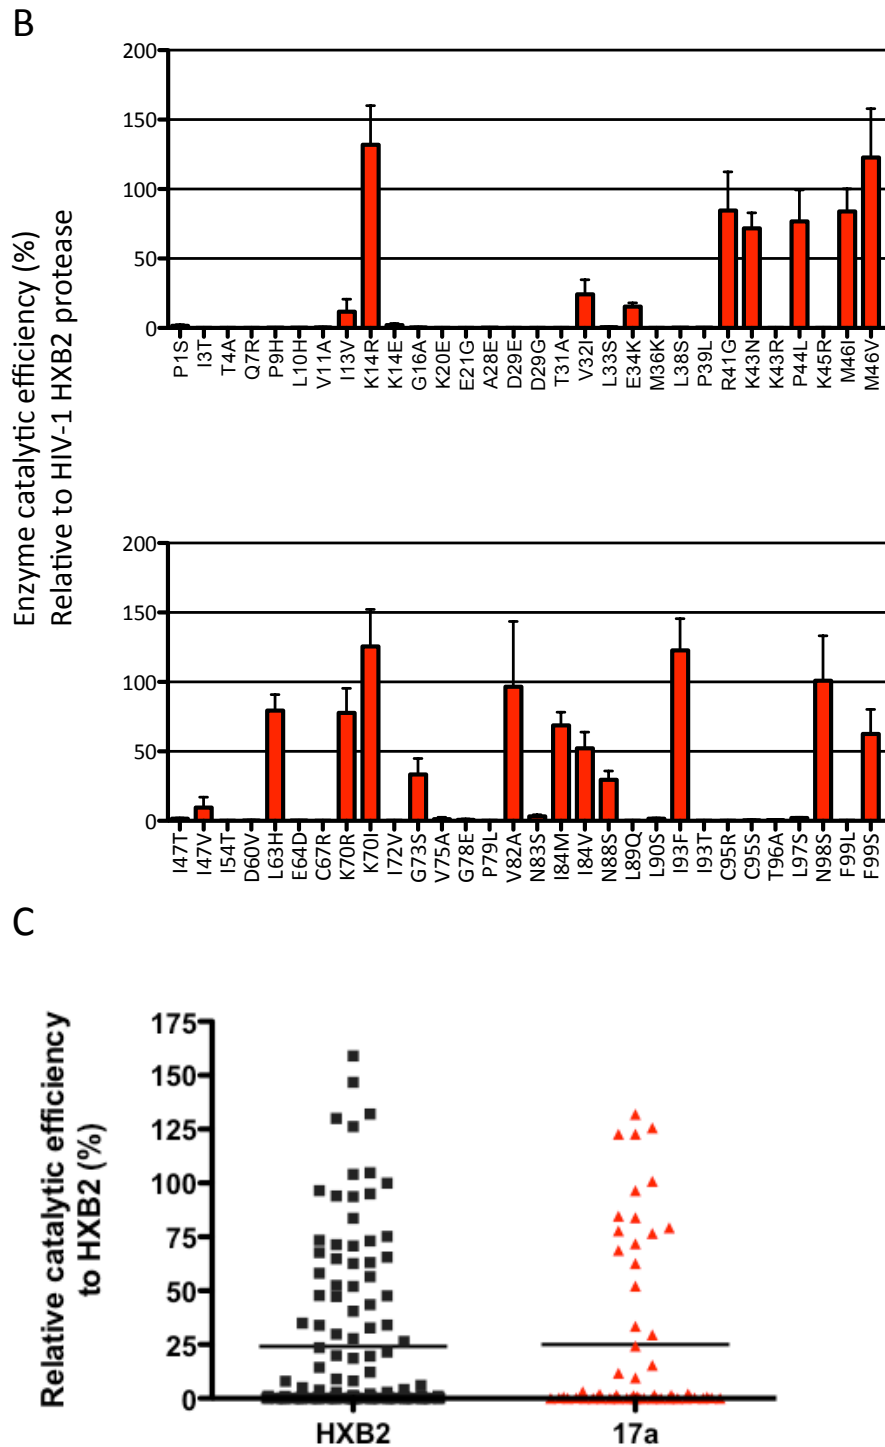 B
Enzyme catalytic efficiency (%)
Relative to HIV-1 HXB2 protease
200
150
100
50
0
P1S I3T T4A Q7R P9H L10H V11A I13V K14R K14E G16A K20E E21G A28E D29E D29G T31A V32I L33S E34K M36K L38S P39L R41G K43N K43R P44L K45R M46I M46V
200
150
100
50
0
I47T I47V I54T D60V L63H E64D C67R K70R K70I I72V G73S V75A G78E P79L V82A N83S I84M I84V N88S L89Q L90S I93F I93T C95R C95S T96A L97S N98S F99L F99S
C
Relative catalytic efficiency
to HXB2 (%)
175
150
125
100
75
50
25
0
HXB2 17a